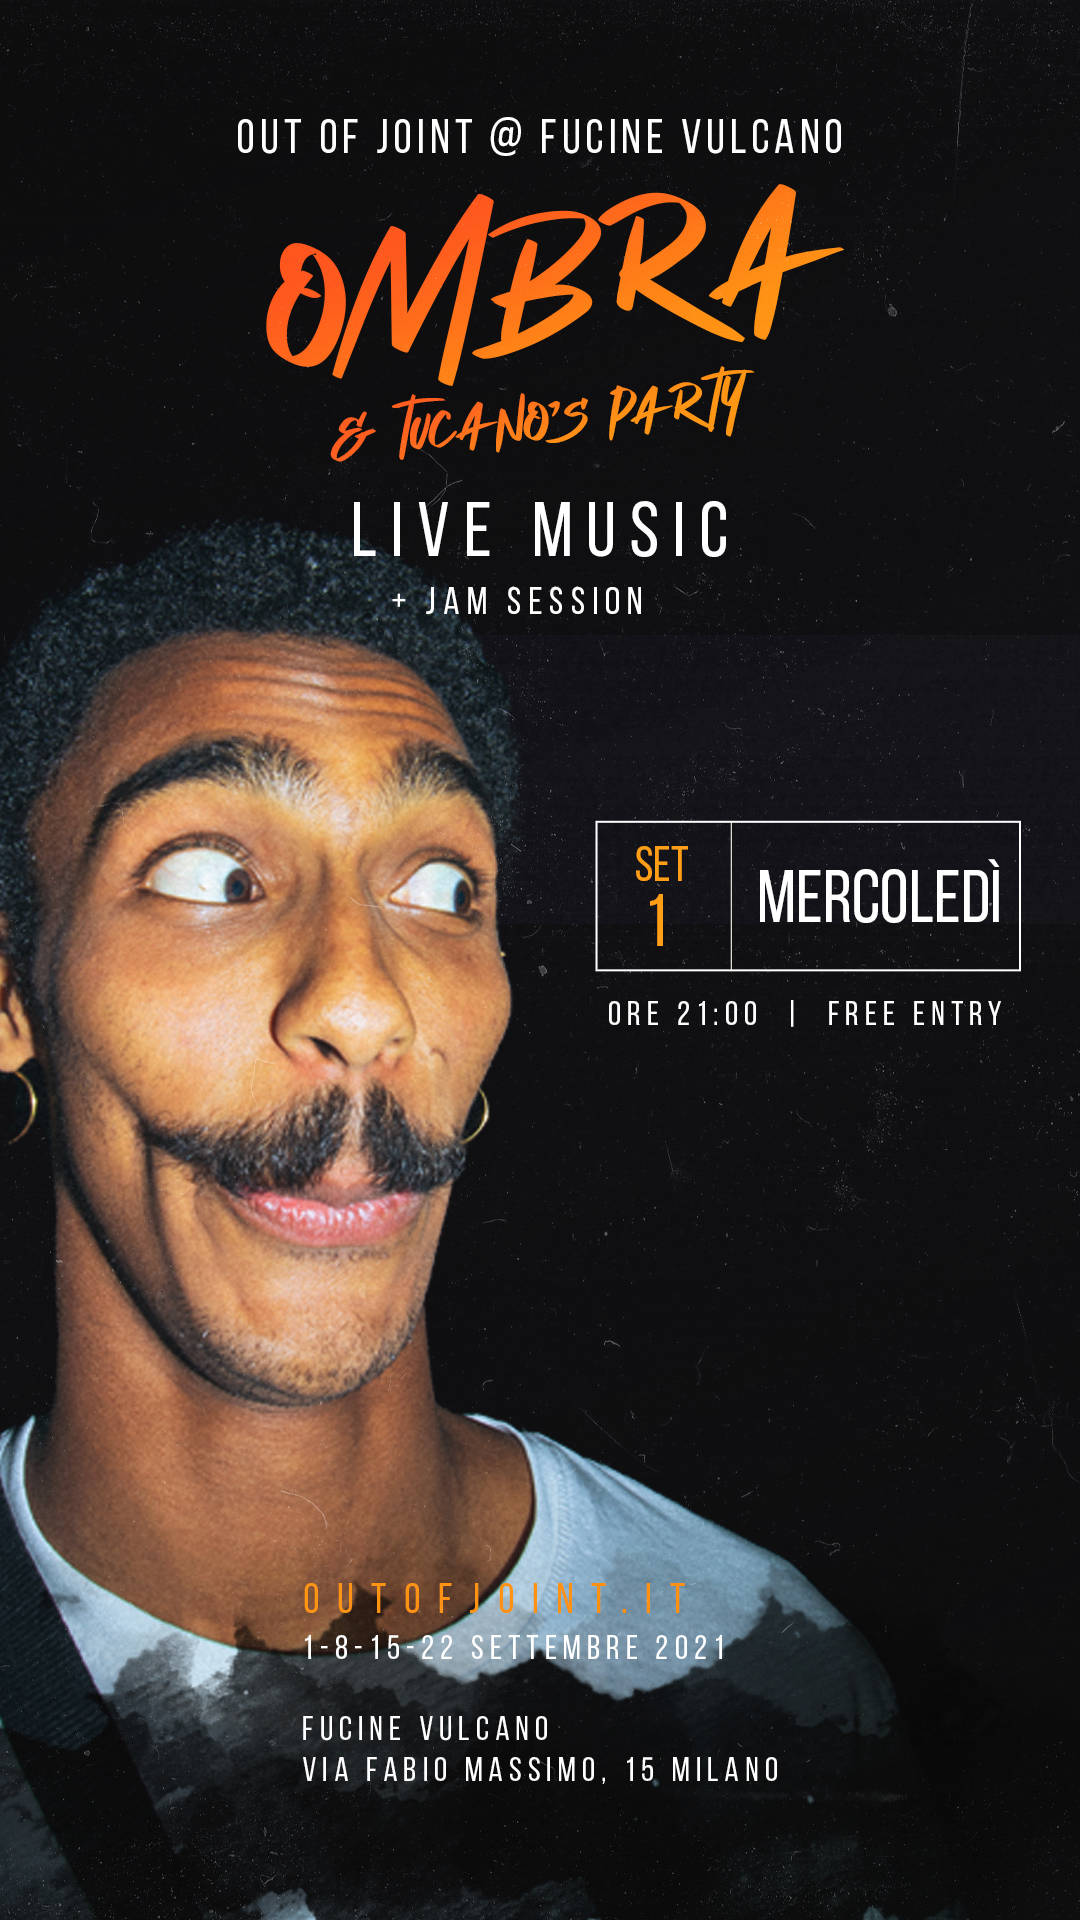 OUT OF JOINT @ FUCINE VULCANO
OMBRA
& TUCANO'S PARTY
LIVE MUSIC
+ JAM SESSION
SET
1
MERCOLEDÌ
ORE 21:00 | FREE ENTRY
OUTOFJOINT.IT
1-8-15-22 SETTEMBRE 2021
FUCINE VULCANO
VIA FABIO MASSIMO, 15 MILANO